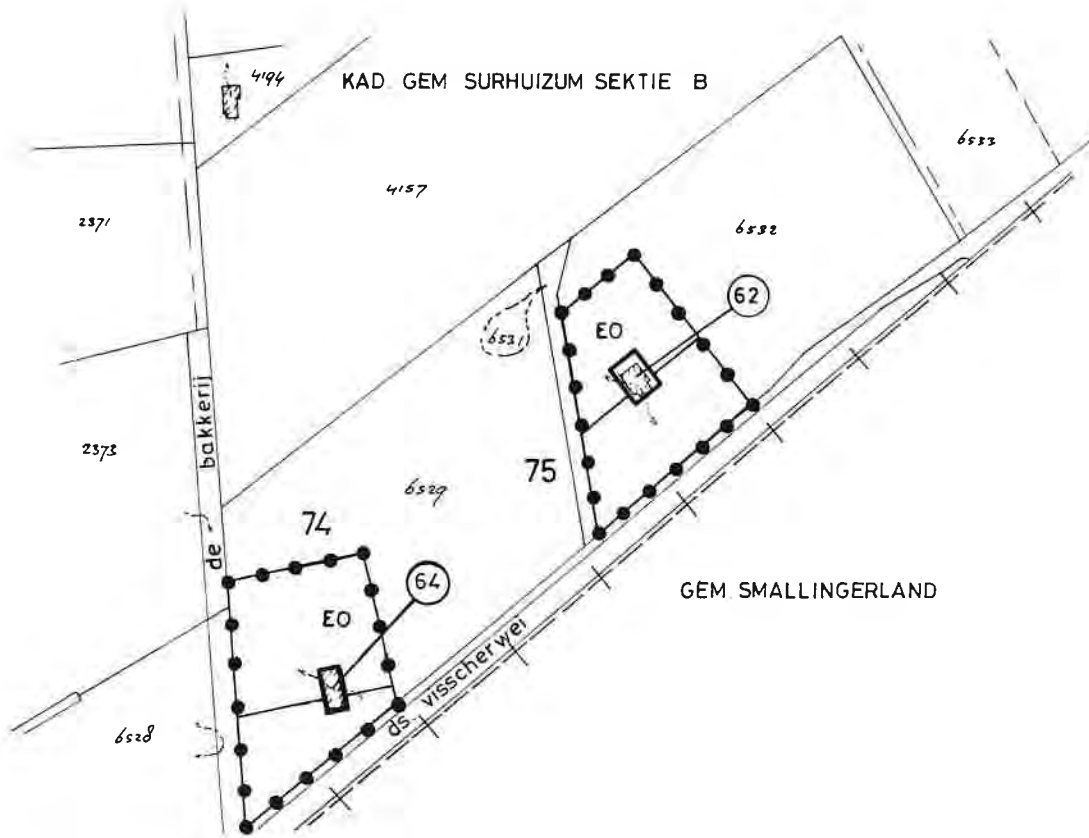 4194
KAD. GEM SURHUIZUM SEKTIE B
6533
4157
2371
6532
62
6531
EO
de bakkerij
2373
75
6529
74
64
GEM. SMALLINGERLAND
EO
ds. visscherwei
6528